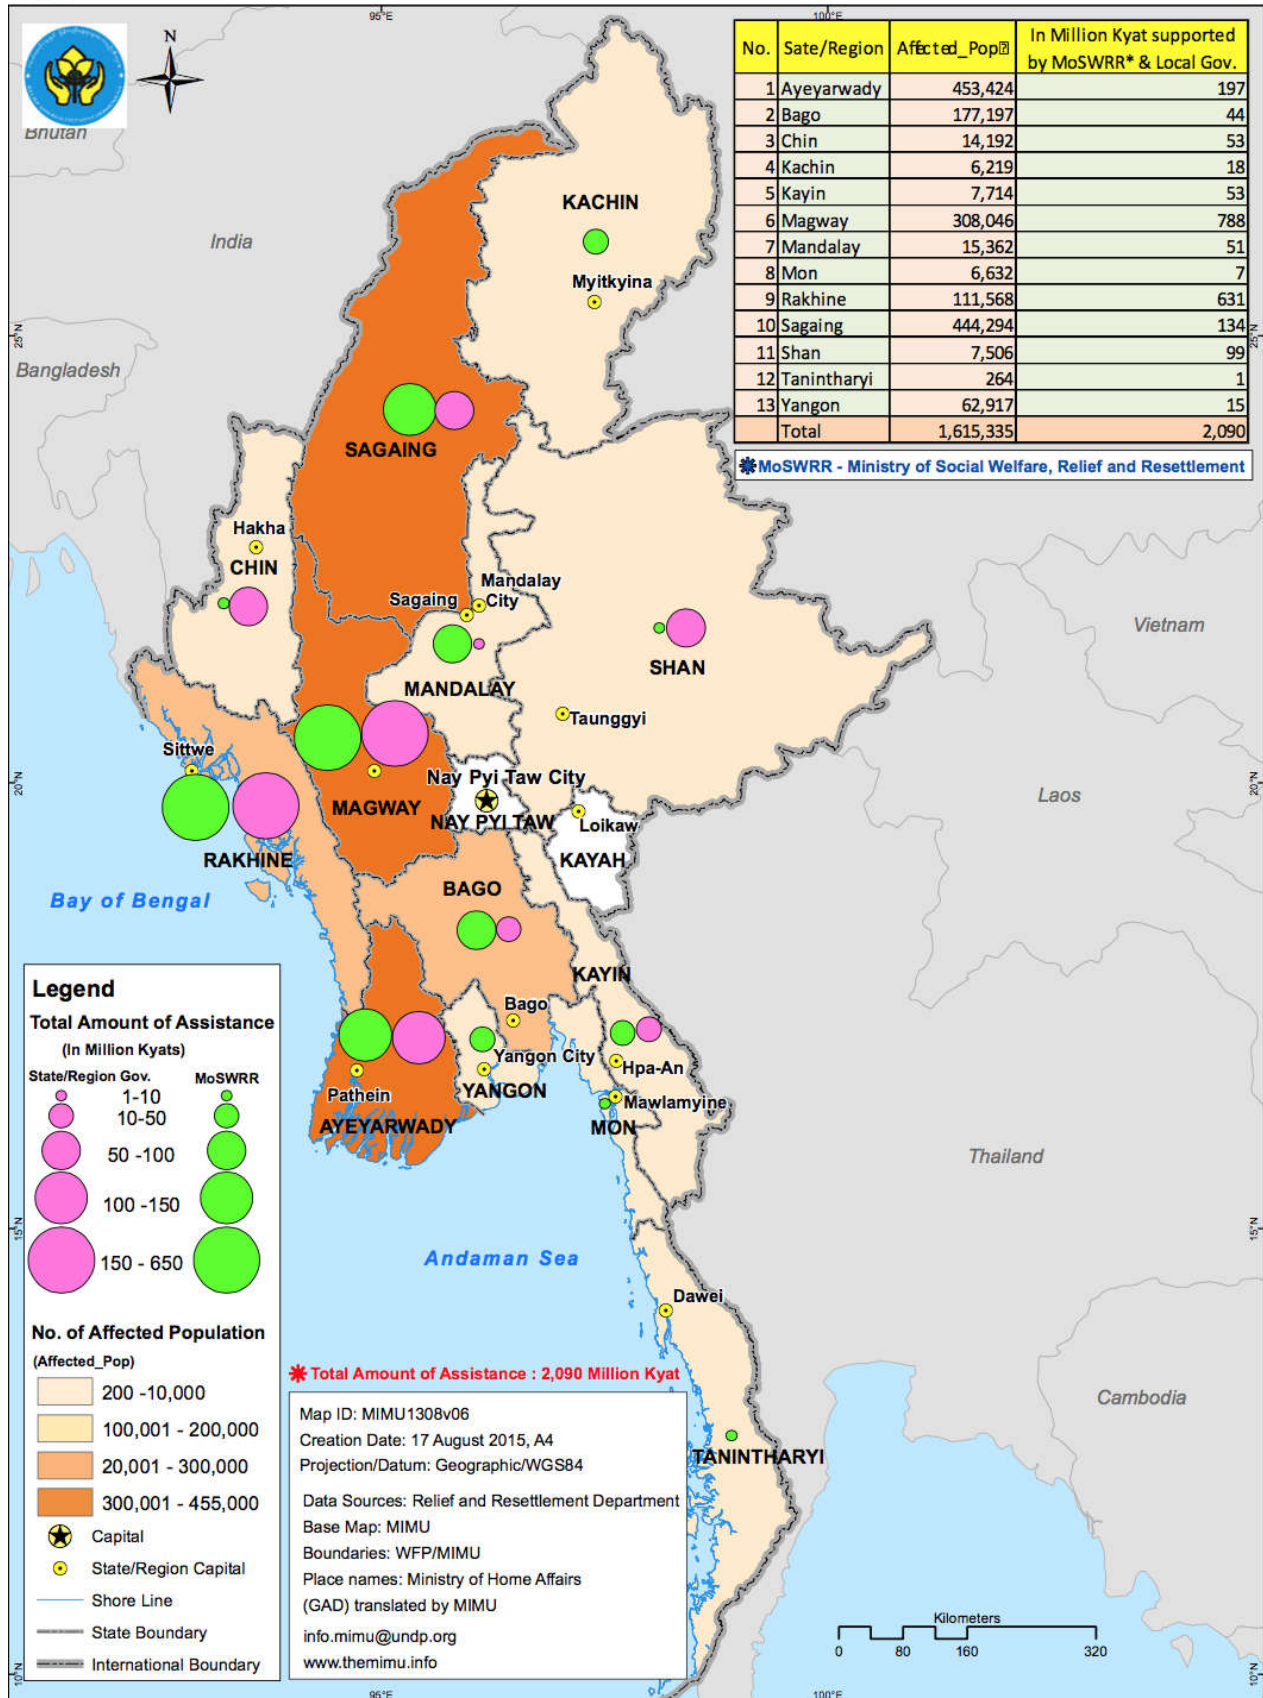 95°E
100°E
N
No. Sate/Region Affected_Pop In Million Kyat supported by MoSWRR* & Local Gov.
1 Ayeyarwady 453,424 197
2 Bago 177,197 44
3 Chin 14,192 53
4 Kachin 6,219 18
5 Kayin 7,714 53
6 Magway 308,046 788
7 Mandalay 15,362 51
8 Mon 6,632 7
9 Rakhine 111,568 631
10 Sagaing 444,294 134
11 Shan 7,506 99
12 Tanintharyi 264 1
13 Yangon 62,917 15
Total 1,615,335 2,090
MoSWRR - Ministry of Social Welfare, Relief and Resettlement
Bhutan
India
Bangladesh
25°N
25°N
KACHIN
Myitkyina
SAGAING
Hakha
CHIN
Mandalay
City
Sagaing
MANDALAY
SHAN
Taunggyi
Vietnam
Sittwe
20°N
20°N
Nay Pyi Taw City
MAGWAY
NAY PYI TAW
Loikaw
Laos
RAKHINE
KAYAH
BAGO
Bay of Bengal
KAYIN
Bago
Yangon City
Hpa-An
Pathein
YANGON
Mawlamyine
AYEYARWADY
MON
Thailand
15°N
15°N
Andaman Sea
Dawei
Cambodia
TANINTHARYI
Legend
Total Amount of Assistance
(In Million Kyats)
State/Region Gov. MoSWRR
1-10
10-50
50 -100
100 -150
150 - 650
No. of Affected Population
(Affected_Pop)
200 -10,000
100,001 - 200,000
20,001 - 300,000
300,001 - 455,000
Capital
State/Region Capital
Shore Line
State Boundary
International Boundary
Total Amount of Assistance : 2,090 Million Kyat
Map ID: MIMU1308v06
Creation Date: 17 August 2015, A4
Projection/Datum: Geographic/WGS84
Data Sources: Relief and Resettlement Department
Base Map: MIMU
Boundaries: WFP/MIMU
Place names: Ministry of Home Affairs
(GAD) translated by MIMU
info.mimu@undp.org
www.themimu.info
Kilometers
0 80 160 320
10°N
10°N
95°E
100°E